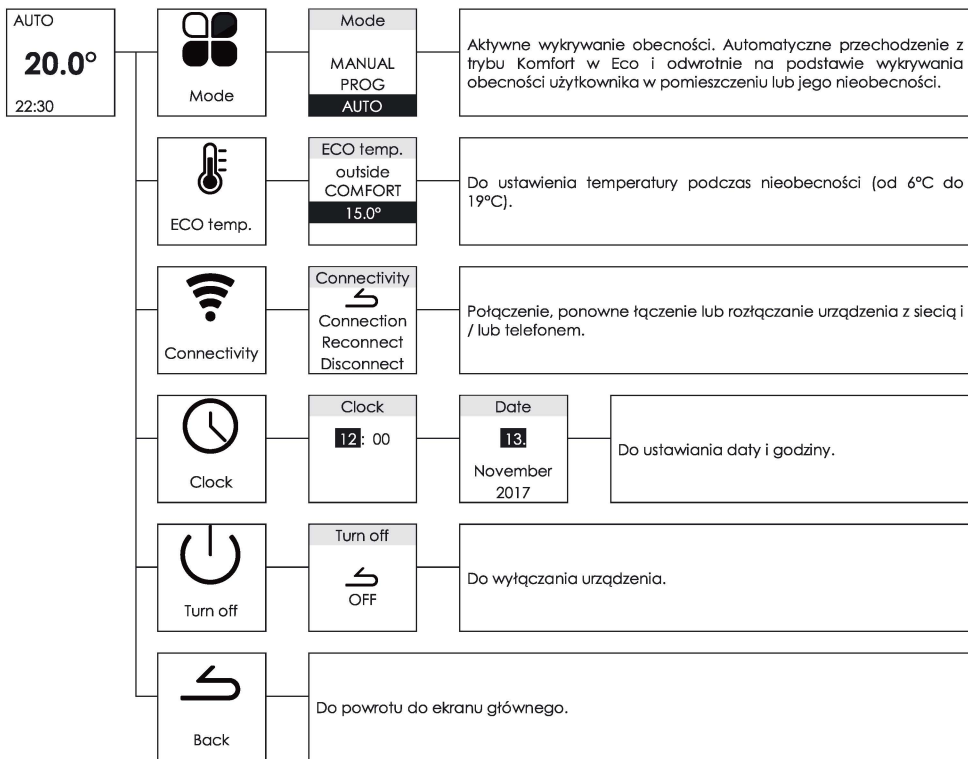 AUTO
20.0°
22:30
Mode
Mode
MANUAL
PROG
AUTO
Aktywne wykrywanie obecności. Automatyczne przechodzenie z
trybu Komfort w Eco i odwrotnie na podstawie wykrywania
obecności użytkownika w pomieszczeniu lub jego nieobecności.
ECO temp.
ECO temp.
outside
COMFORT
15.0°
Do ustawienia temperatury podczas nieobecności (od 6°C do
19°C).
Connectivity
Connectivity
Connection
Reconnect
Disconnect
Połączenie, ponowne łączenie lub rozłączanie urządzenia z siecią i
/ lub telefonem.
Clock
Clock
12: 00
Date
13.
November
2017
Do ustawiania daty i godziny.
Turn off
Turn off
OFF
Do wyłączania urządzenia.
Back
Do powrotu do ekranu głównego.